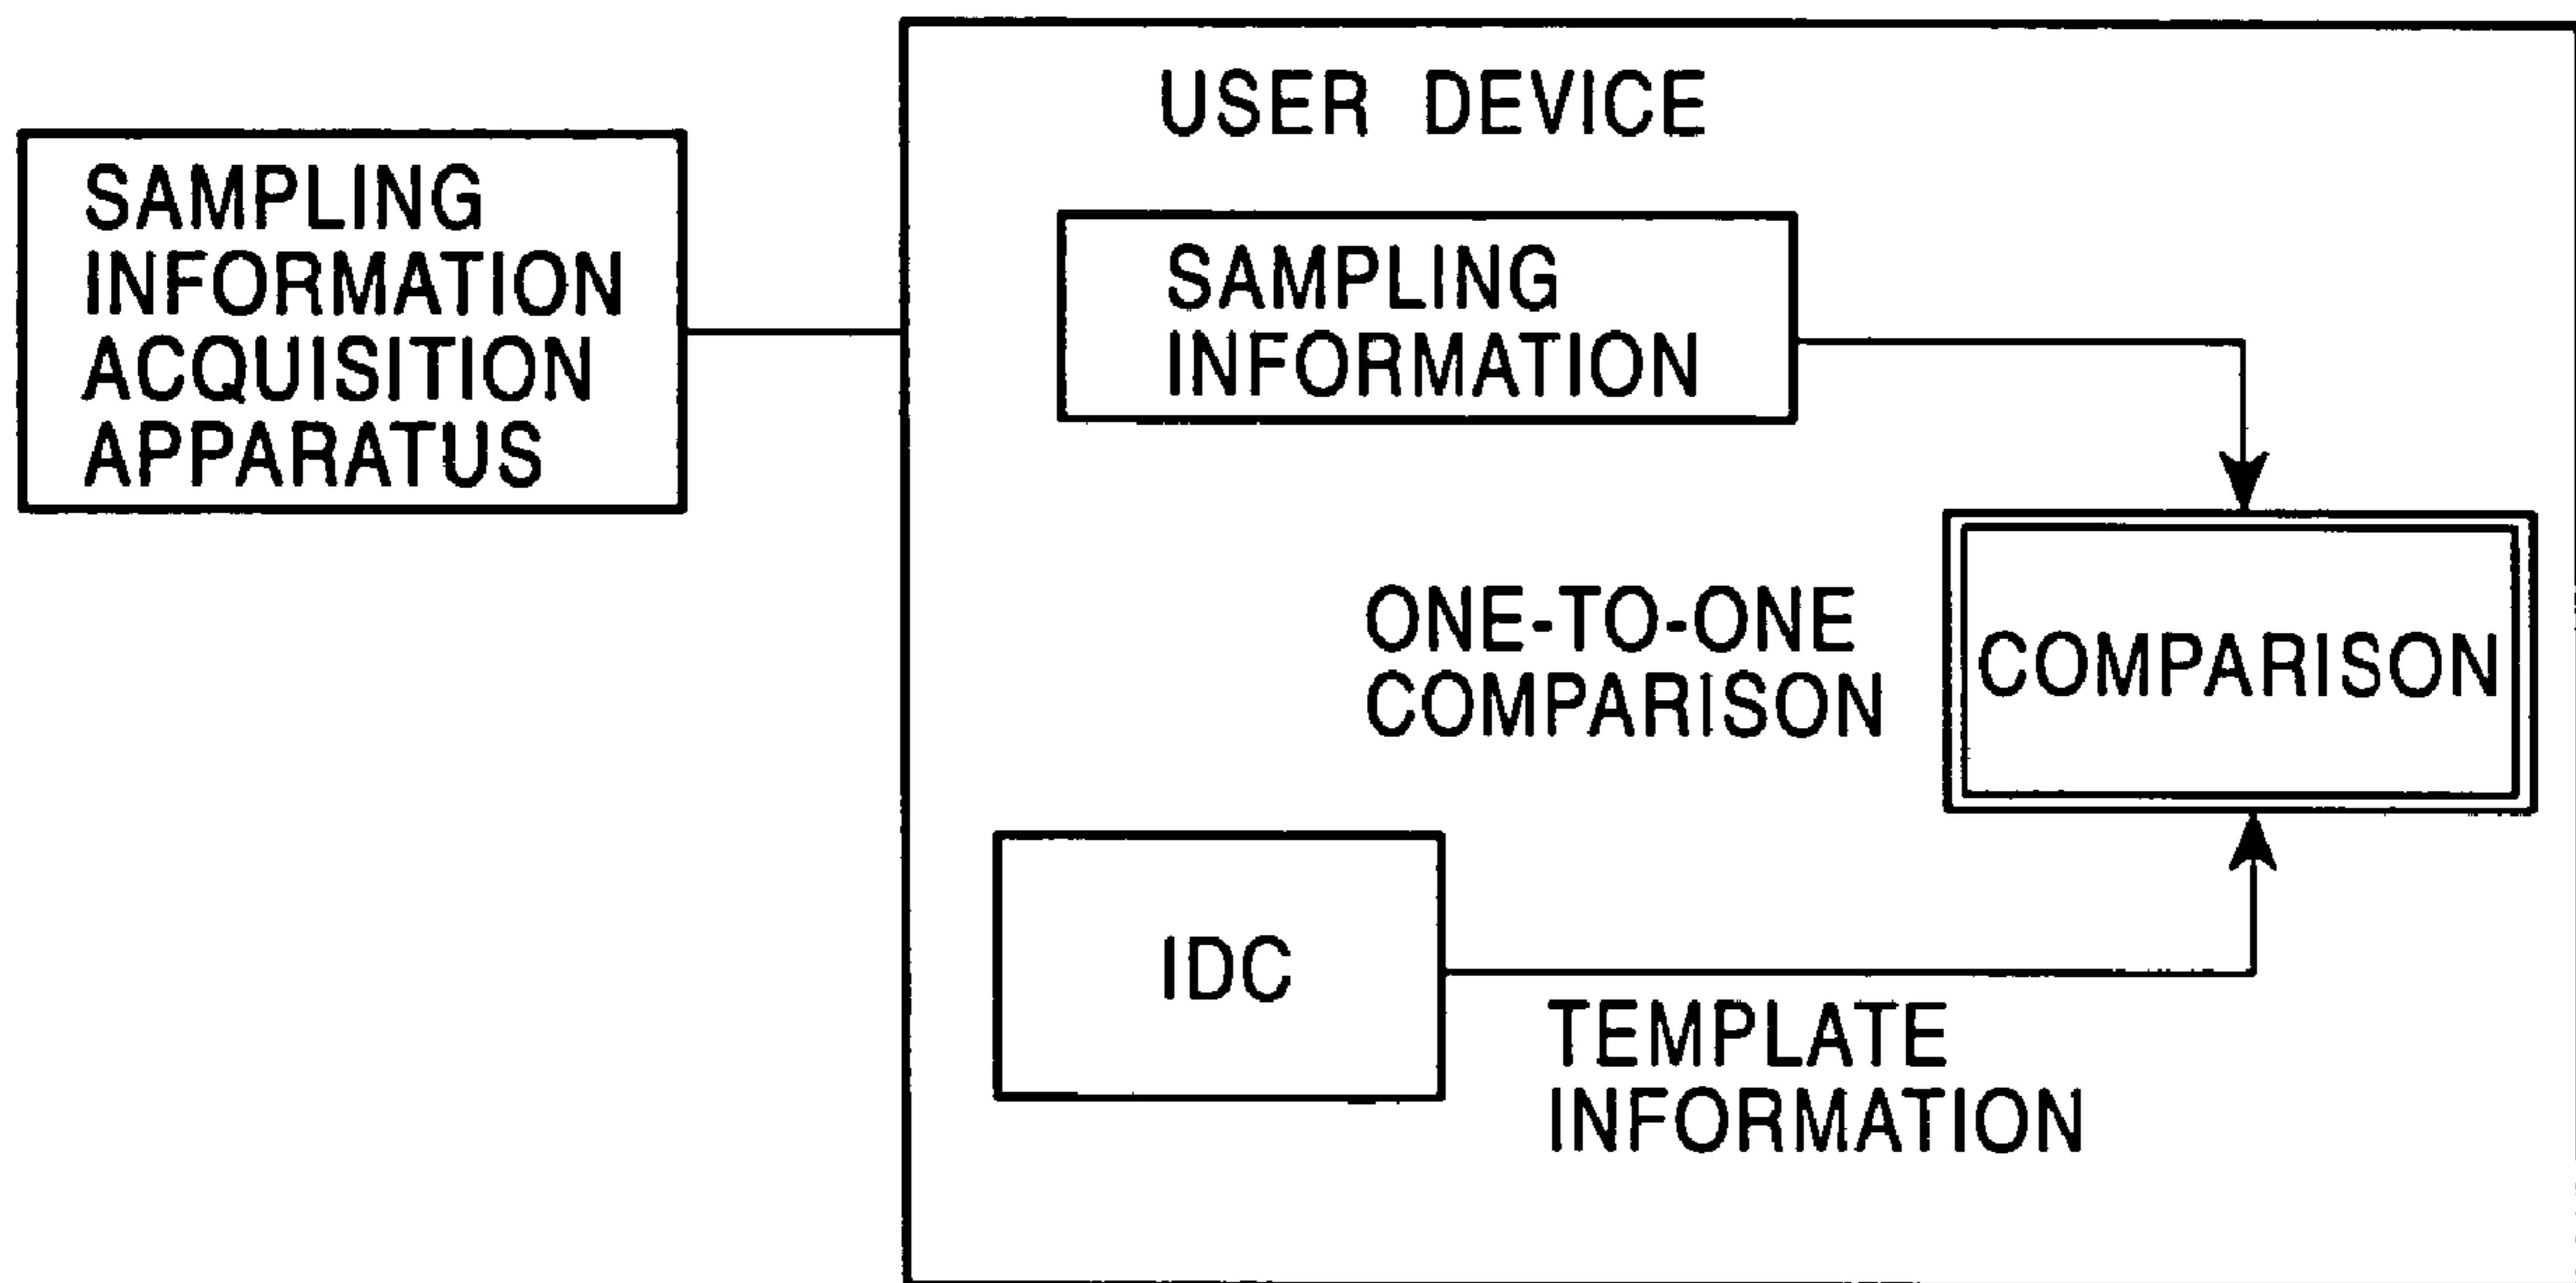 USER DEVICE
SAMPLING
INFORMATION
ACQUISITION
APPARATUS
SAMPLING
INFORMATION
ONE-TO-ONE
COMPARISON
COMPARISON
IDC
TEMPLATE
INFORMATION